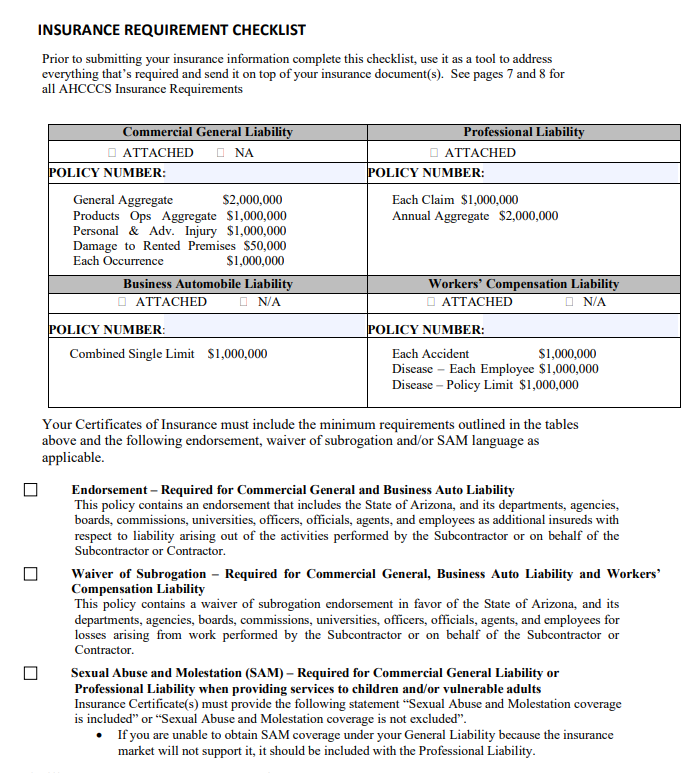 INSURANCE REQUIREMENT CHECKLIST
Prior to submitting your insurance information complete this checklist, use it as a tool to address
everything that's required and send it on top of your insurance document(s). See pages 7 and 8 for
all AHCCCS Insurance Requirements
Commercial General Liability
☐ ATTACHED ☐ NA
POLICY NUMBER:
General Aggregate $2,000,000
Products Ops Aggregate $1,000,000
Personal & Adv. Injury $1,000,000
Damage to Rented Premises $50,000
Each Occurrence $1,000,000
Professional Liability
☐ ATTACHED
POLICY NUMBER:
Each Claim $1,000,000
Annual Aggregate $2,000,000
Business Automobile Liability
☐ ATTACHED ☐ N/A
POLICY NUMBER:
Combined Single Limit $1,000,000
Workers' Compensation Liability
☐ ATTACHED ☐ N/A
POLICY NUMBER:
Each Accident $1,000,000
Disease – Each Employee $1,000,000
Disease – Policy Limit $1,000,000
Your Certificates of Insurance must include the minimum requirements outlined in the tables
above and the following endorsement, waiver of subrogation and/or SAM language as
applicable.
☐ Endorsement – Required for Commercial General and Business Auto Liability
This policy contains an endorsement that includes the State of Arizona, and its departments, agencies,
boards, commissions, universities, officers, officials, agents, and employees as additional insureds with
respect to liability arising out of the activities performed by the Subcontractor or on behalf of the
Subcontractor or Contractor.
☐ Waiver of Subrogation – Required for Commercial General, Business Auto Liability and Workers'
Compensation Liability
This policy contains a waiver of subrogation endorsement in favor of the State of Arizona, and its
departments, agencies, boards, commissions, universities, officers, officials, agents, and employees for
losses arising from work performed by the Subcontractor or on behalf of the Subcontractor or
Contractor.
☐ Sexual Abuse and Molestation (SAM) – Required for Commercial General Liability or
Professional Liability when providing services to children and/or vulnerable adults
Insurance Certificate(s) must provide the following statement "Sexual Abuse and Molestation coverage
is included" or "Sexual Abuse and Molestation coverage is not excluded".
• If you are unable to obtain SAM coverage under your General Liability because the insurance
market will not support it, it should be included with the Professional Liability.